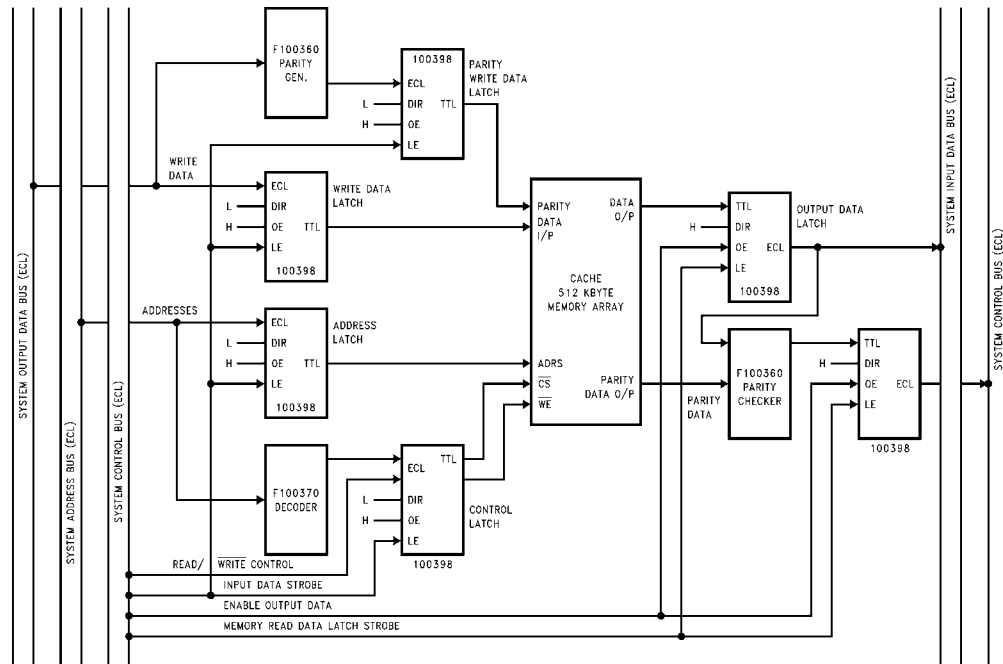 F100360
PARITY
GEN.
100398
ECL
DIR TTL
OE
LE
L
H
PARITY
WRITE DATA
LATCH
WRITE
DATA
ECL
DIR
OE TTL
LE
L
H
100398
WRITE DATA
LATCH
PARITY
DATA
I/P
DATA
O/P
CACHE
512 KBYTE
MEMORY ARRAY
ADRS
CS
WE
PARITY
DATA O/P
TTL
DIR
OE ECL
LE
H
100398
OUTPUT DATA
LATCH
ADDRESSES
ECL
DIR
OE TTL
LE
L
H
100398
ADDRESS
LATCH
F100360
PARITY
CHECKER
PARITY
DATA
TTL
DIR
OE ECL
LE
H
100398
F100370
DECODER
ECL TTL
DIR
OE
LE
L
H
100398
CONTROL
LATCH
READ/ WRITE CONTROL
INPUT DATA STROBE
ENABLE OUTPUT DATA
MEMORY READ DATA LATCH STROBE
SYSTEM OUTPUT DATA BUS (ECL)
SYSTEM ADDRESS BUS (ECL)
SYSTEM CONTROL BUS (ECL)
SYSTEM INPUT DATA BUS (ECL)
SYSTEM CONTROL BUS (ECL)